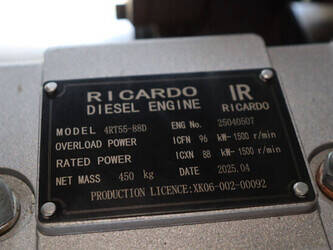 RICARDO IR
DIESEL ENGINE RICARDO
MODEL 4RT55-88D ENG No. 25040507
OVERLOAD POWER ICFN 96 kW-1500 r/min
RATED POWER ICXN 88 kW-1500 r/min
NET MASS 450 kg DATE 2025.04
PRODUCTION LICENCE:XK06-002-00092